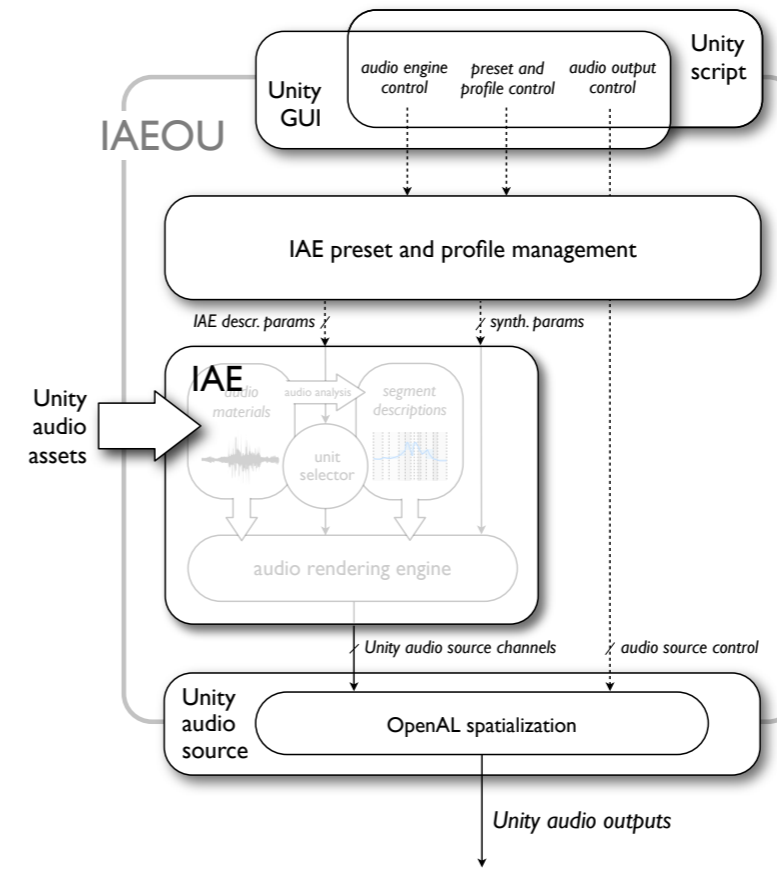 Unity
script
audio engine
control
preset and
profile control
audio output
control
Unity
GUI
IAEOU
IAE preset and profile management
IAE descr. params
synth. params
IAE
audio
materials
audio analysis
segment
descriptions
Unity
audio
assets
unit
selector
audio rendering engine
Unity audio source channels
audio source control
Unity
audio
source
OpenAL spatialization
Unity audio outputs